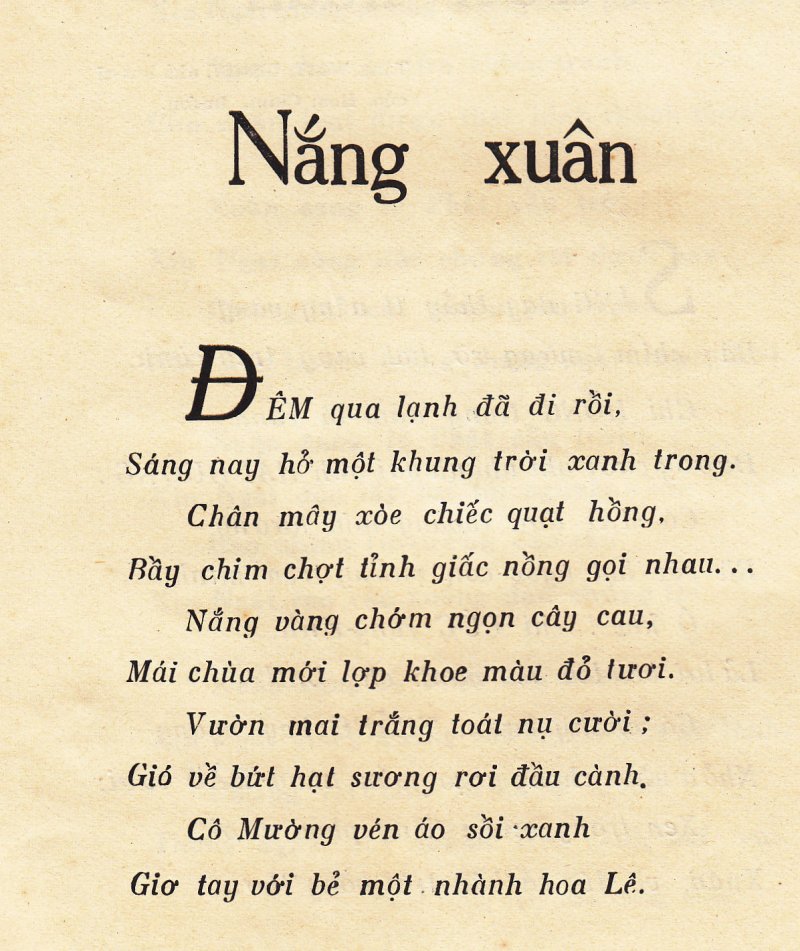 Nắng xuân
ĐÊM qua lạnh đã đi rồi,
Sáng nay hở một khung trời xanh trong.
Chân mây xòe chiếc quạt hồng,
Bầy chim chợt tỉnh giấc nồng gọi nhau...
Nắng vàng chớm ngọn cây cau,
Mái chùa mới lợp khoe màu đỏ tươi.
Vườn mai trắng toát nụ cười ;
Gió về bứt hạt sương rơi đầu cành.
Cô Mường vén áo sồi xanh
Giơ tay với bẻ một nhành hoa Lê.